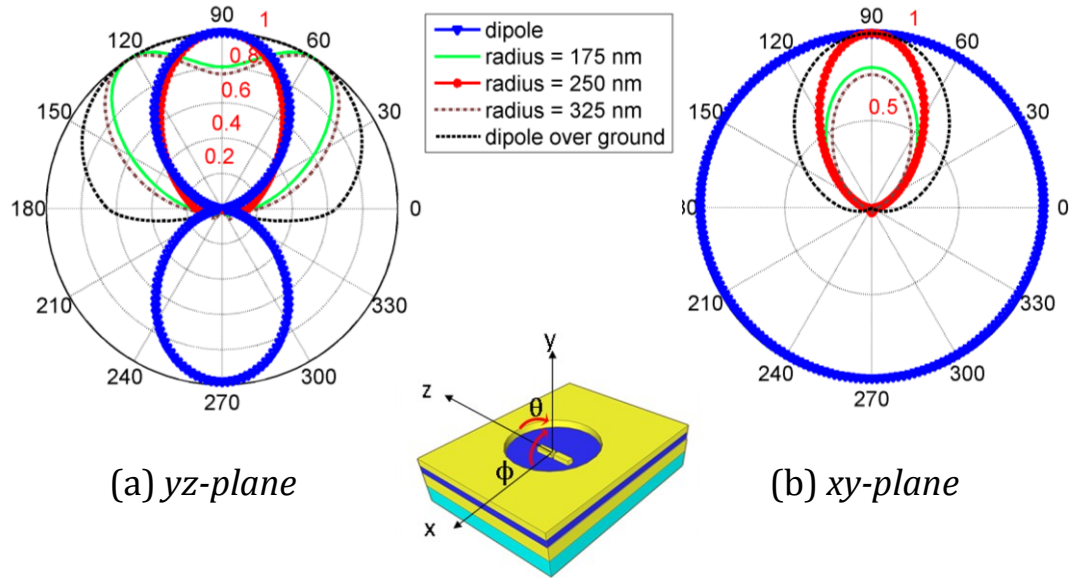 90
1
120
60
0.8
150
0.6
30
0.4
0.2
180
0
210
330
240
300
270
dipole
radius = 175 nm
radius = 250 nm
radius = 325 nm
dipole over ground
90
1
120
60
150
30
0.5
30
0
210
330
240
300
270
y
z
θ
ϕ
x
(a) yz-plane
(b) xy-plane